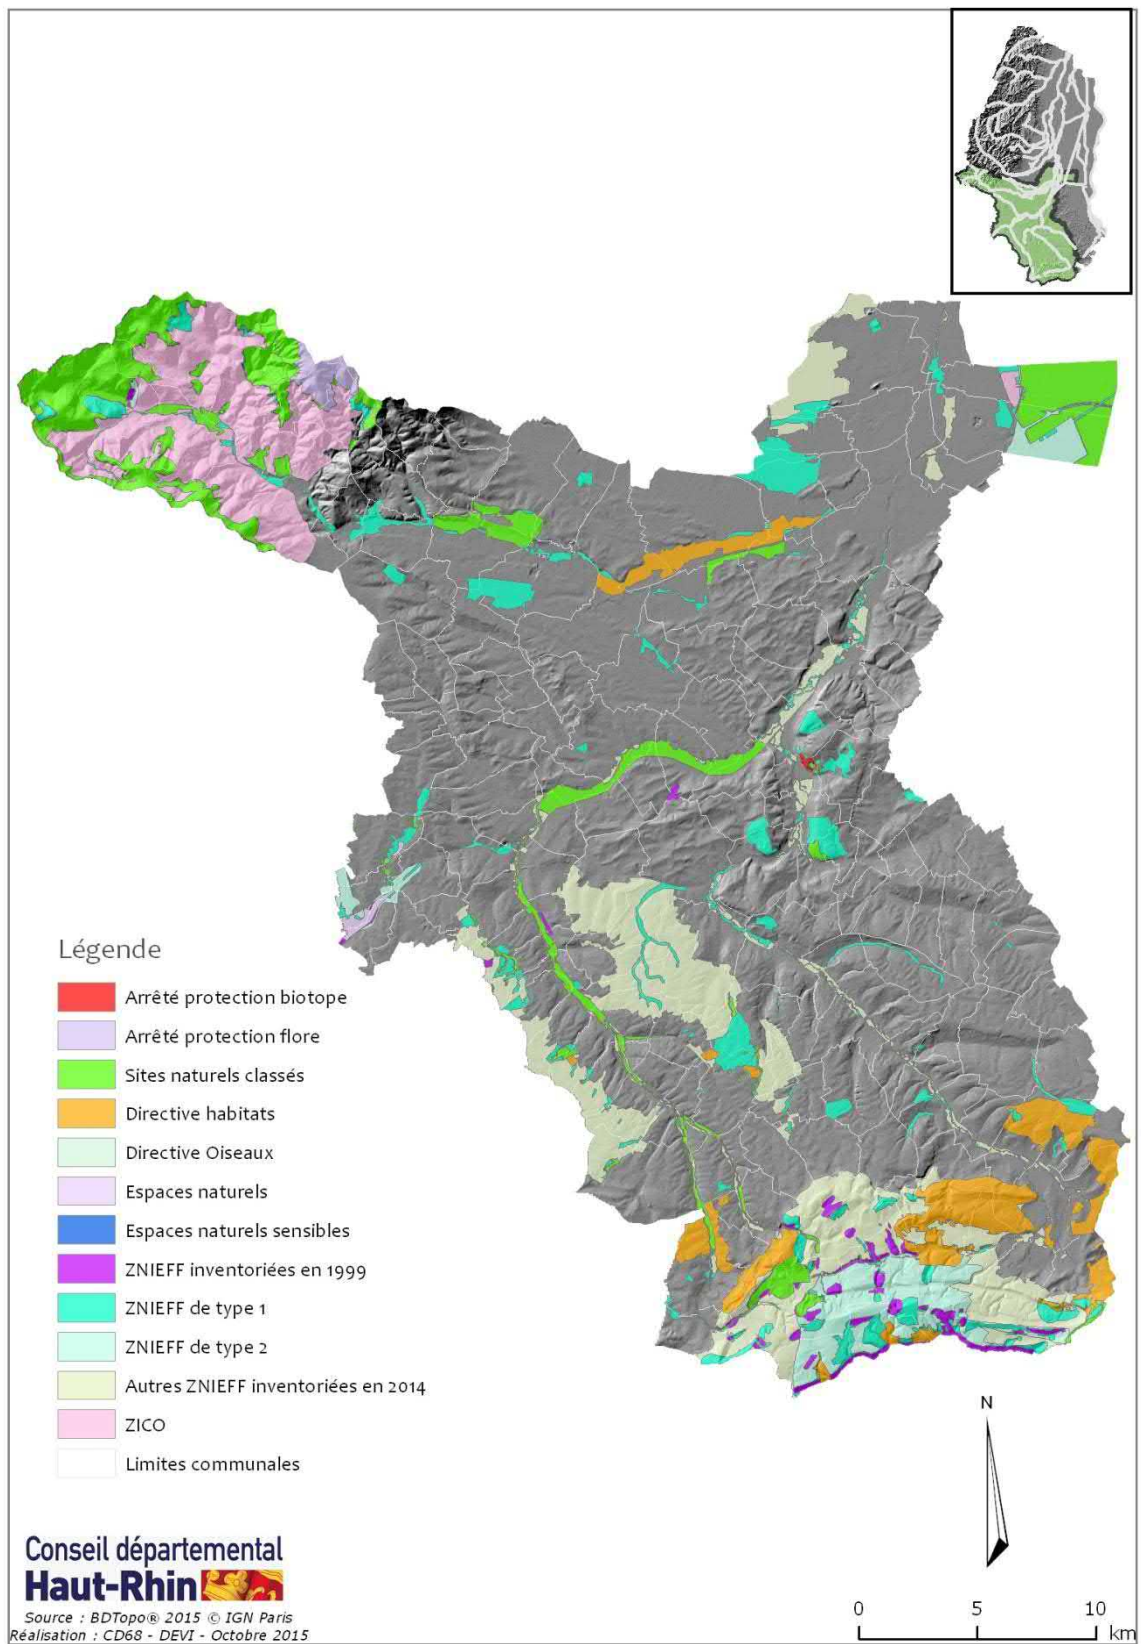 Légende
Arrêté protection biotope
Arrêté protection flore
Sites naturels classés
Directive habitats
Directive Oiseaux
Espaces naturels
Espaces naturels sensibles
ZNIEFF inventoriées en 1999
ZNIEFF de type 1
ZNIEFF de type 2
Autres ZNIEFF inventoriées en 2014
ZICO
Limites communales
N
Conseil départemental
Haut-Rhin
Source : BDTopo® 2015 © IGN Paris
Réalisation : CD68 - DEVI - Octobre 2015
0 5 10
km